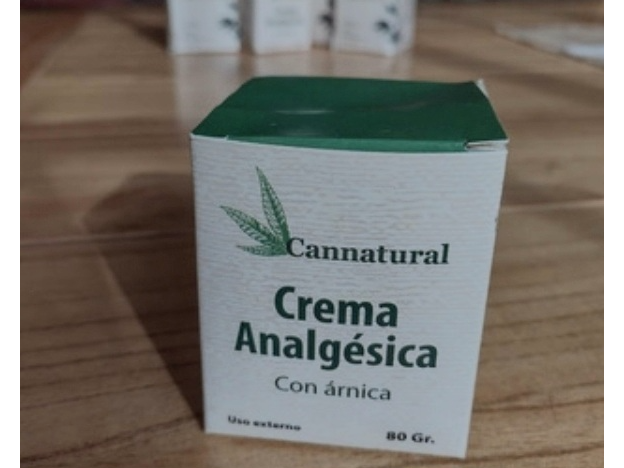 Cannatural
Crema
Analgésica
Con árnica
Uso externo
80 Gr.